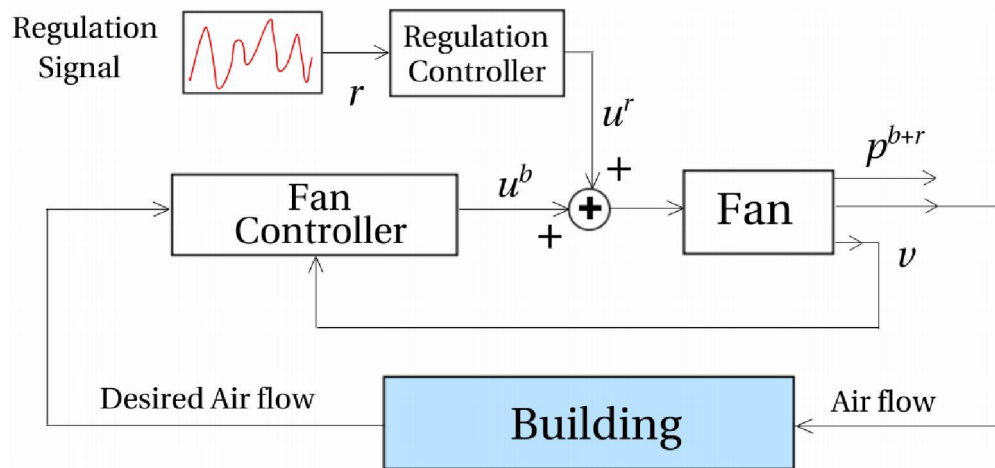 Regulation
Signal
r
Regulation
Controller
u^r
+
p^{b+r}
Fan
Controller
u^b
+
+
Fan
v
Desired Air flow
Building
Air flow